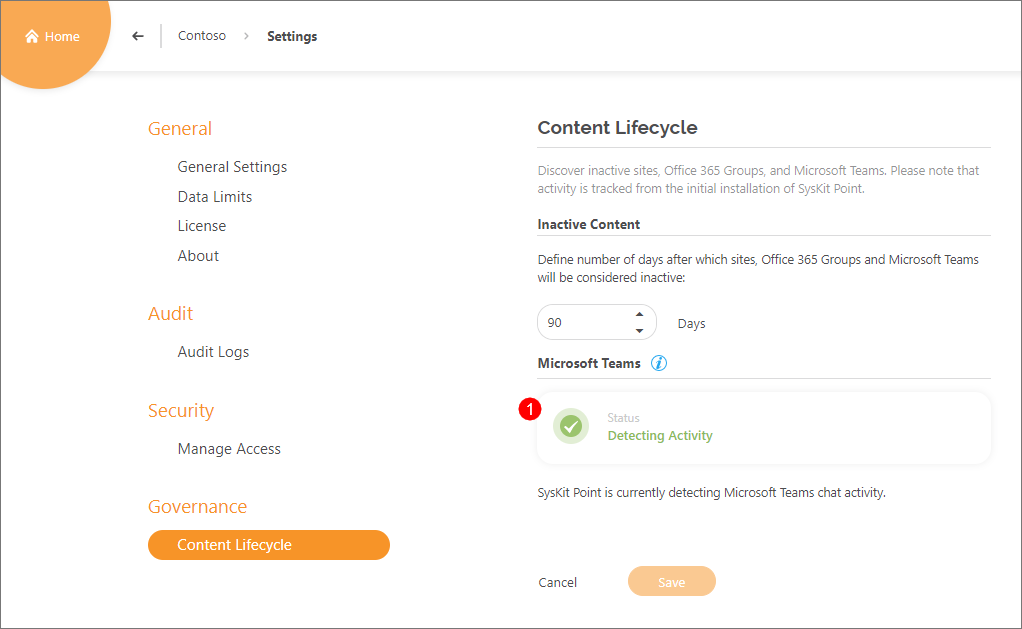 Home
Contoso
Settings
General
General Settings
Data Limits
License
About
Audit
Audit Logs
Security
Manage Access
Governance
Content Lifecycle
Content Lifecycle
Discover inactive sites, Office 365 Groups, and Microsoft Teams. Please note that
activity is tracked from the initial installation of SysKit Point.
Inactive Content
Define number of days after which sites, Office 365 Groups and Microsoft Teams
will be considered inactive:
90
Days
Microsoft Teams
i
1
Status
Detecting Activity
SysKit Point is currently detecting Microsoft Teams chat activity.
Cancel
Save